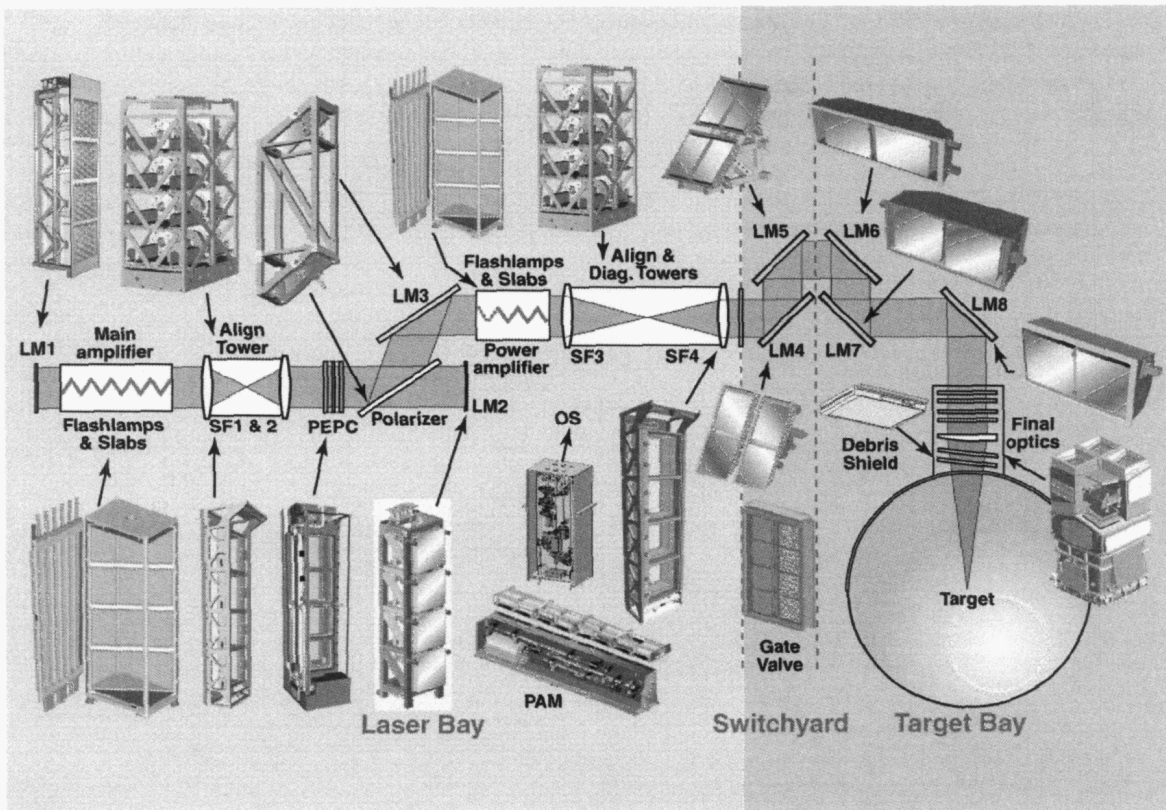 LM1
Main
amplifier
Flashlamps
& Slabs
Align
Tower
SF1 & 2
PEPC
LM3
Polarizer
LM2
Flashlamps
& Slabs
Power
amplifier
Align &
Diag. Towers
SF3
SF4
LM5
LM6
LM4
LM7
LM8
OS
PAM
Gate
Valve
Debris
Shield
Final
optics
Target
Laser Bay
Switchyard
Target Bay